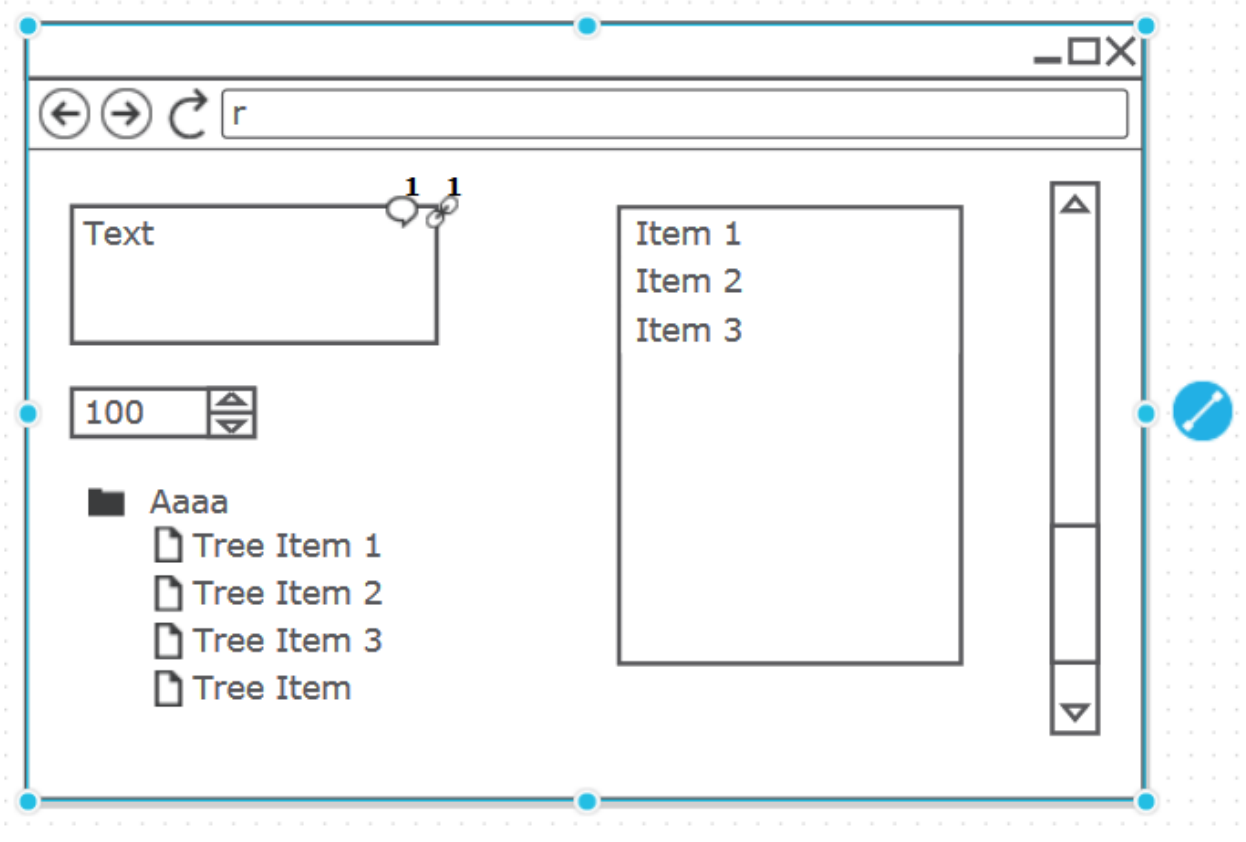 r
1 1
Text
100
Aaaa
Tree Item 1
Tree Item 2
Tree Item 3
Tree Item
Item 1
Item 2
Item 3